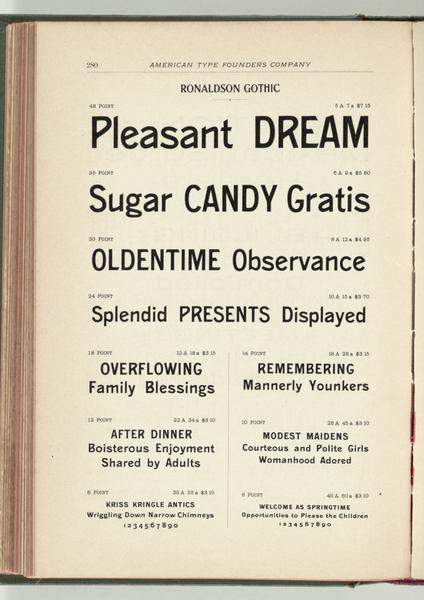 280 AMERICAN TYPE FOUNDERS COMPANY
RONALDSON GOTHIC
48 POINT 5 A 7 a $7 15
Pleasant DREAM
36 POINT 6 A 9 a $5 80
Sugar CANDY Gratis
30 POINT 8 A 12 a $4 95
OLDENTIME Observance
24 POINT 10 A 15 a $3 70
Splendid PRESENTS Displayed
18 POINT 12 A 18 a $3 15
OVERFLOWING
Family Blessings
14 POINT 18 A 28 a $3 15
REMEMBERING
Mannerly Younkers
12 POINT 22 A 34 a $3 10
AFTER DINNER
Boisterous Enjoyment
Shared by Adults
10 POINT 28 A 45 a $3 10
MODEST MAIDENS
Courteous and Polite Girls
Womanhood Adored
8 POINT 38 A 55 a $3 10
KRISS KRINGLE ANTICS
Wriggling Down Narrow Chimneys
1234567890
6 POINT 40 A 60 a $3 10
WELCOME AS SPRINGTIME
Opportunities to Please the Children
1234567890